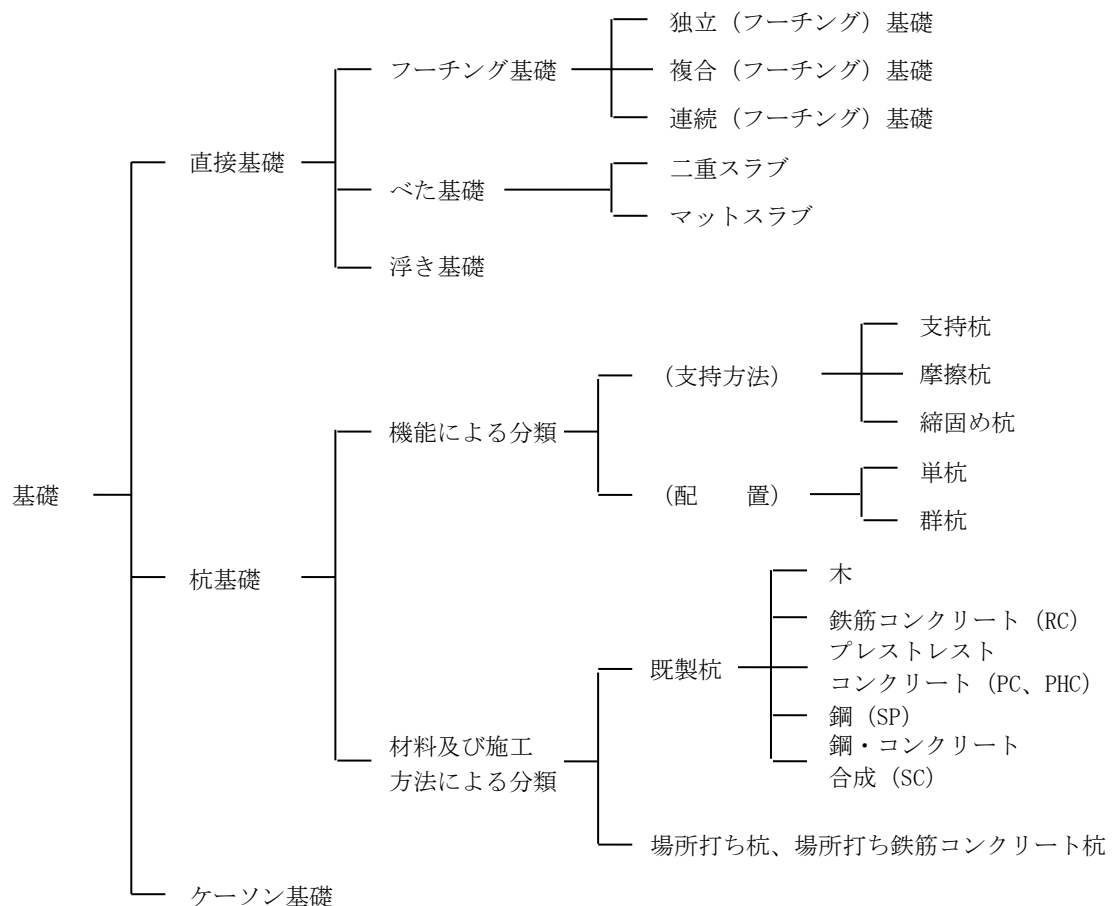 独立（フーチング）基礎
フーチング基礎
複合（フーチング）基礎
連続（フーチング）基礎
直接基礎
二重スラブ
べた基礎
マットスラブ
浮き基礎
支持杭
（支持方法）
摩擦杭
締固め杭
機能による分類
単杭
基礎
（配　　置）
群杭
杭基礎
木
鉄筋コンクリート（RC）
既製杭
プレストレスト
コンクリート（PC、PHC）
鋼（SP）
材料及び施工
方法による分類
鋼・コンクリート
合成（SC）
場所打ち杭、場所打ち鉄筋コンクリート杭
ケーソン基礎